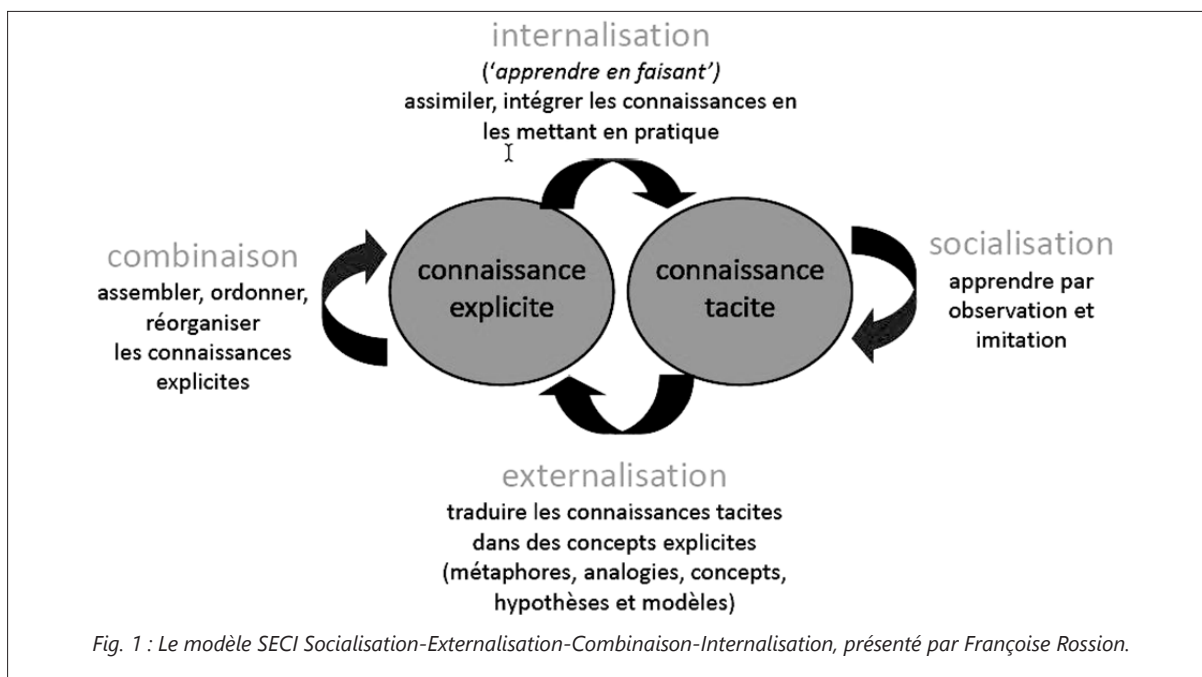 internalisation
('apprendre en faisant')
assimiler, intégrer les connaissances en
les mettant en pratique
combinaison
assembler, ordonner,
réorganiser
les connaissances
explicites
connaissance
explicite
connaissance
tacite
socialisation
apprendre par
observation et
imitation
externalisation
traduire les connaissances tacites
dans des concepts explicites
(métaphores, analogies, concepts,
hypothèses et modèles)
Fig. 1 : Le modèle SECI Socialisation-Externalisation-Combinaison-Internalisation, présenté par Françoise Rossion.